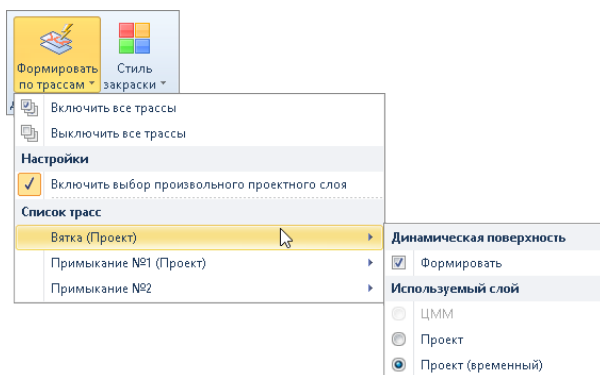 Формировать
по трассам
Стиль
закраски
Включить все трассы
Выключить все трассы
Настройки
Включить выбор произвольного проектного слоя
Список трасс
Вятка (Проект)
Примыкание №1 (Проект)
Примыкание №2
Динамическая поверхность
Формировать
Используемый слой
ЦММ
Проект
Проект (временный)